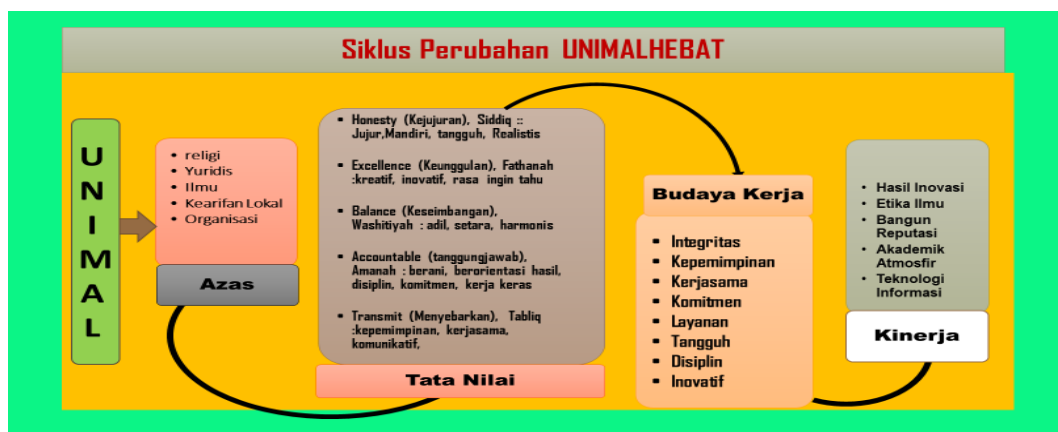 Siklus Perubahan UNIMALHEBAT
UNIMAL
• religi
• Yuridis
• Ilmu
• Kearifan Lokal
• Organisasi
Azas
• Honesty (Kejujuran), Siddiq ::
Jujur,Mandiri, tangguh, Realistis
• Excellence (Keunggulan), Fathanah
:kreatif, inovatif, rasa ingin tahu
• Balance (Keseimbangan),
Washitiyah : adil, setara, harmonis
• Accountable (tanggungjawab),
Amanah : berani, berorientasi hasil,
disiplin, komitmen, kerja keras
• Transmit (Menyebarkan), Tabliq
:kepemimpinan, kerjasama,
komunikatif,
Tata Nilai
Budaya Kerja
• Integritas
• Kepemimpinan
• Kerjasama
• Komitmen
• Layanan
• Tangguh
• Disiplin
• Inovatif
• Hasil Inovasi
• Etika Ilmu
• Bangun
Reputasi
• Akademik
Atmosfir
• Teknologi
Informasi
Kinerja